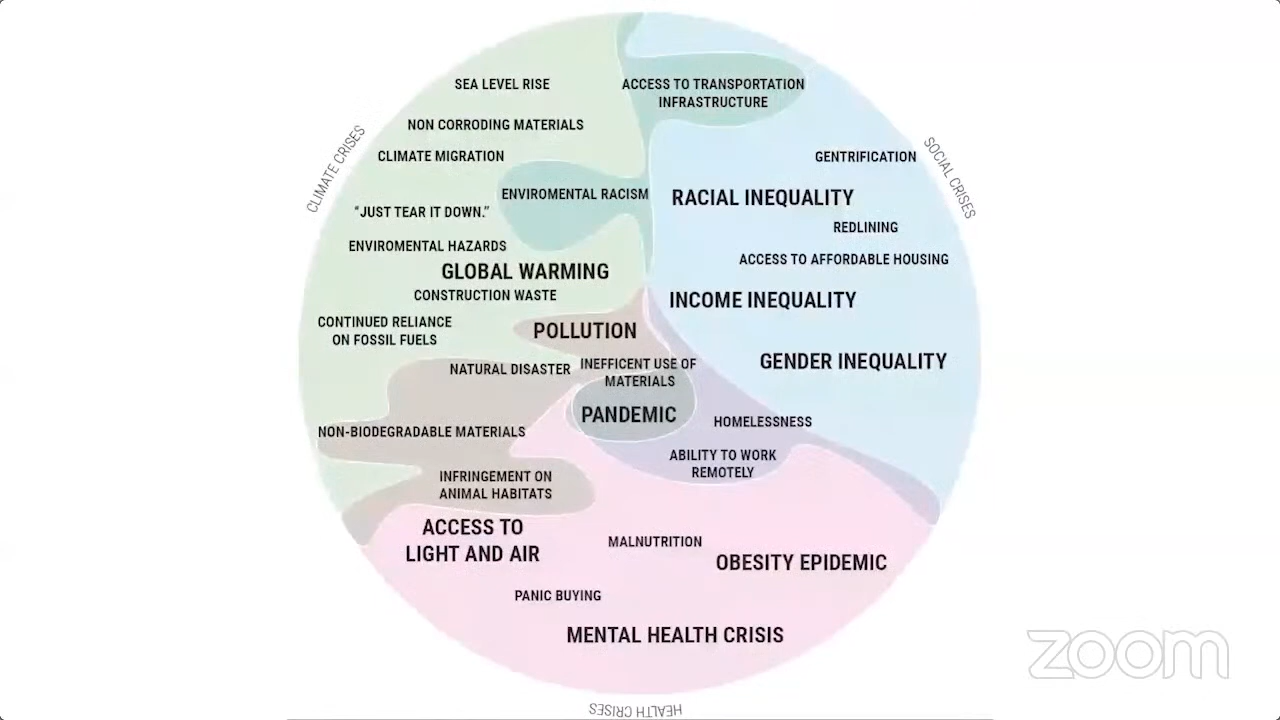 SEA LEVEL RISE
ACCESS TO TRANSPORTATION
INFRASTRUCTURE
NON CORRODING MATERIALS
CLIMATE CRISES
SOCIAL CRISES
CLIMATE MIGRATION
GENTRIFICATION
ENVIROMENTAL RACISM
RACIAL INEQUALITY
“JUST TEAR IT DOWN.”
REDLINING
ENVIROMENTAL HAZARDS
ACCESS TO AFFORDABLE HOUSING
GLOBAL WARMING
CONSTRUCTION WASTE
INCOME INEQUALITY
CONTINUED RELIANCE
ON FOSSIL FUELS
POLLUTION
GENDER INEQUALITY
NATURAL DISASTER
INEFFICENT USE OF
MATERIALS
PANDEMIC
HOMELESSNESS
NON-BIODEGRADABLE MATERIALS
ABILITY TO WORK
REMOTELY
INFRINGEMENT ON
ANIMAL HABITATS
ACCESS TO
LIGHT AND AIR
MALNUTRITION
OBESITY EPIDEMIC
PANIC BUYING
MENTAL HEALTH CRISIS
HEALTH CRISES
zoom